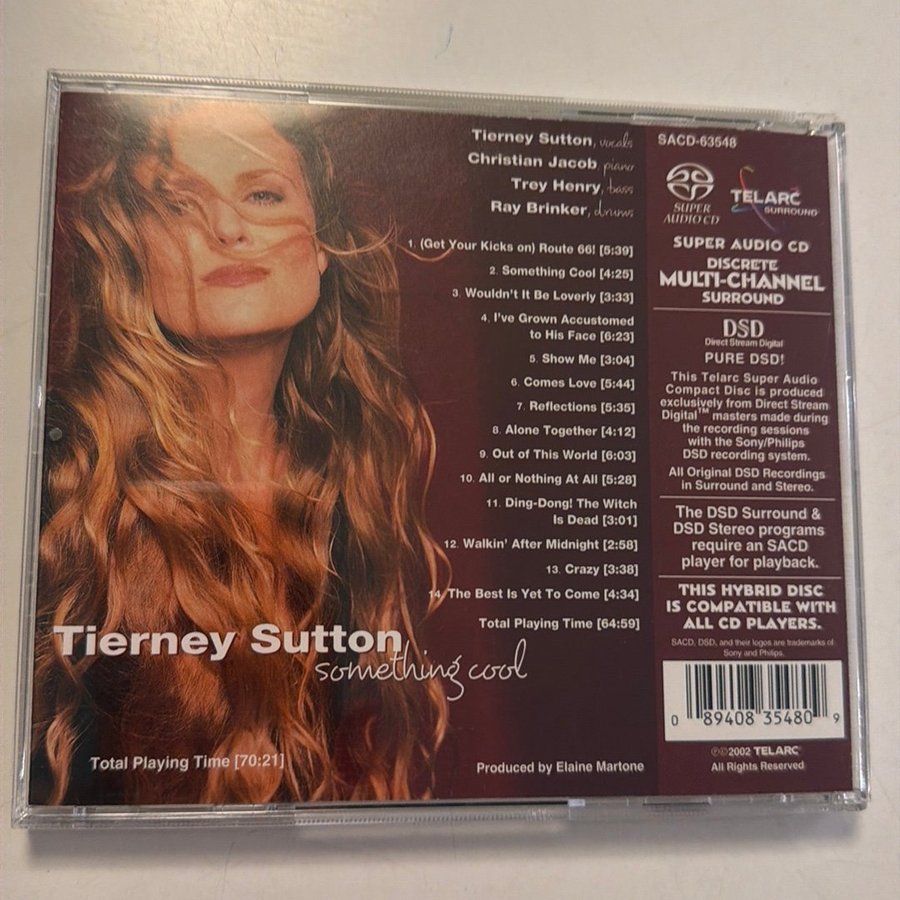 Tierney Sutton, vocals
Christian Jacob, piano
Trey Henry, bass
Ray Brinker, drums
1. (Get Your Kicks on) Route 66! [5:39]
2. Something Cool [4:25]
3. Wouldn't It Be Loverly [3:33]
4. I've Grown Accustomed
to His Face [6:23]
5. Show Me [3:04]
6. Comes Love [5:44]
7. Reflections [5:35]
8. Alone Together [4:12]
9. Out of This World [6:03]
10. All or Nothing At All [5:28]
11. Ding-Dong! The Witch
Is Dead [3:01]
12. Walkin' After Midnight [2:58]
13. Crazy [3:38]
14. The Best Is Yet To Come [4:34]
Total Playing Time [64:59]
Tierney Sutton
something cool
Total Playing Time [70:21]
Produced by Elaine Martone
SACD-63548
SUPER
AUDIO CD
TELARC
SURROUND
SUPER AUDIO CD
DISCRETE
MULTI-CHANNEL
SURROUND
DSD
Direct Stream Digital
PURE DSD!
This Telarc Super Audio
Compact Disc is produced
exclusively from Direct Stream
Digital™ masters made during
the recording sessions
with the Sony/Philips
DSD recording system.
All Original DSD Recordings
in Surround and Stereo.
The DSD Surround &
DSD Stereo programs
require an SACD
player for playback.
THIS HYBRID DISC
IS COMPATIBLE WITH
ALL CD PLAYERS.
SACD, DSD, and their logos are trademarks of
Sony and Philips.
0 89408 35480 9
℗©2002 TELARC
All Rights Reserved